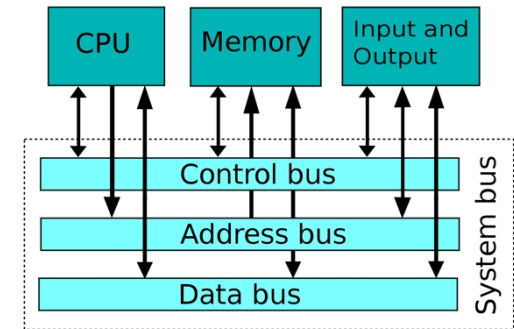 CPU
Memory
Input and
Output
Control bus
Address bus
Data bus
System bus